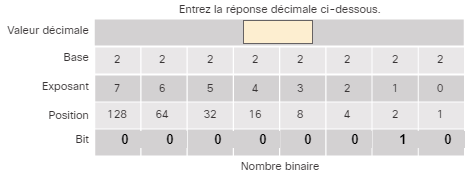 Entrez la réponse décimale ci-dessous.
Valeur décimale
Base 2 2 2 2 2 2 2 2
Exposant 7 6 5 4 3 2 1 0
Position 128 64 32 16 8 4 2 1
Bit 0 0 0 0 0 0 1 0
Nombre binaire